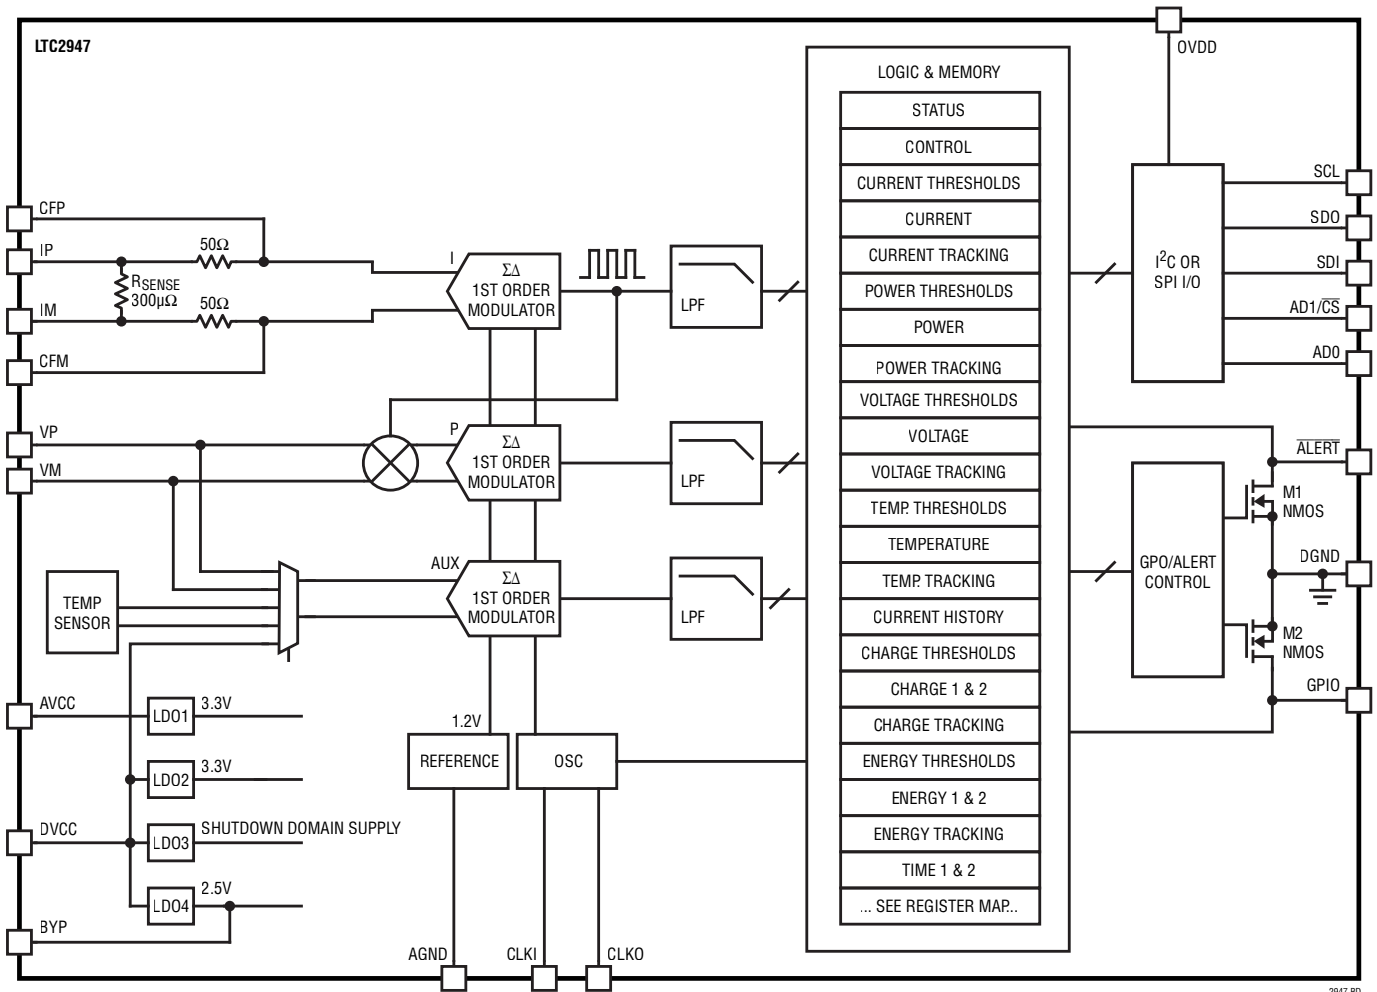 LTC2947
OVDD
LOGIC & MEMORY
STATUS
CONTROL
CURRENT THRESHOLDS
CURRENT
CURRENT TRACKING
POWER THRESHOLDS
POWER
POWER TRACKING
VOLTAGE THRESHOLDS
VOLTAGE
VOLTAGE TRACKING
TEMP. THRESHOLDS
TEMPERATURE
TEMP. TRACKING
CURRENT HISTORY
CHARGE THRESHOLDS
CHARGE 1 & 2
CHARGE TRACKING
ENERGY THRESHOLDS
ENERGY 1 & 2
ENERGY TRACKING
TIME 1 & 2
... SEE REGISTER MAP...
CFP
IP
50Ω
RSENSE
300µΩ
IM
50Ω
CFM
I
ΣΔ
1ST ORDER
MODULATOR
LPF
VP
VM
P
ΣΔ
1ST ORDER
MODULATOR
LPF
AUX
ΣΔ
1ST ORDER
MODULATOR
LPF
TEMP
SENSOR
AVCC
LDO1
3.3V
LDO2
3.3V
DVCC
LDO3
SHUTDOWN DOMAIN SUPPLY
LDO4
2.5V
BYP
1.2V
REFERENCE
OSC
AGND
CLKI
CLKO
I²C OR
SPI I/O
SCL
SDO
SDI
AD1/C̅S̅
AD0
A̅L̅E̅R̅T̅
M1
NMOS
DGND
GPO/ALERT
CONTROL
M2
NMOS
GPIO
2947 BD